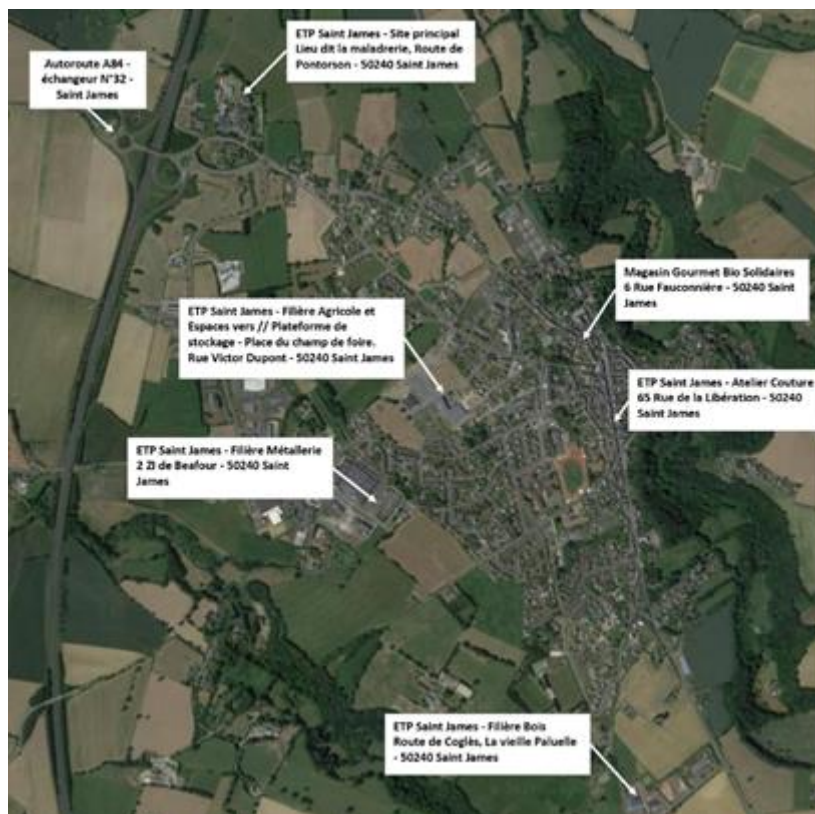 ETP Saint James - Site principal
Lieu dit la maladrerie, Route de
Pontorson - 50240 Saint James
Autoroute A84 -
échangeur N°32 -
Saint James
Magasin Gourmet Bio Solidaires
6 Rue Fauconnière - 50240 Saint
James
ETP Saint James - Filière Agricole et
Espaces vers // Plateforme de
stockage - Place du champ de foire.
Rue Victor Dupont - 50240 Saint James
ETP Saint James - Atelier Couture
65 Rue de la Libération - 50240
Saint James
ETP Saint James - Filière Métallerie
2 ZI de Beafour - 50240 Saint
James
ETP Saint James - Filière Bois
Route de Coglès, La vieille Paluelle
- 50240 Saint James